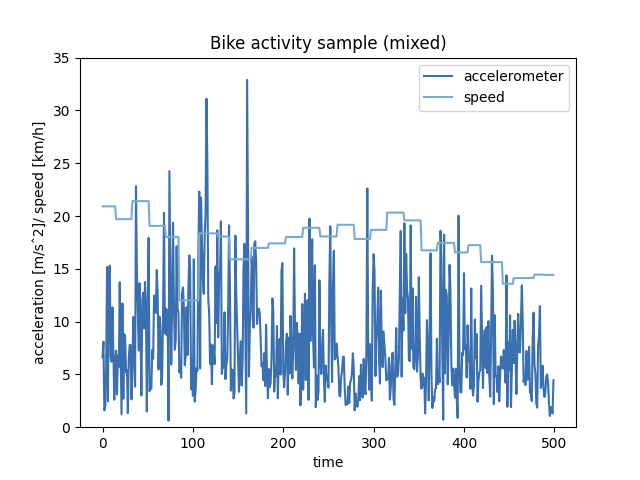 Bike activity sample (mixed)
accelerometer
speed
acceleration [m/s^2]/ speed [km/h]
35
30
25
20
15
10
5
0
0 100 200 300 400 500
time